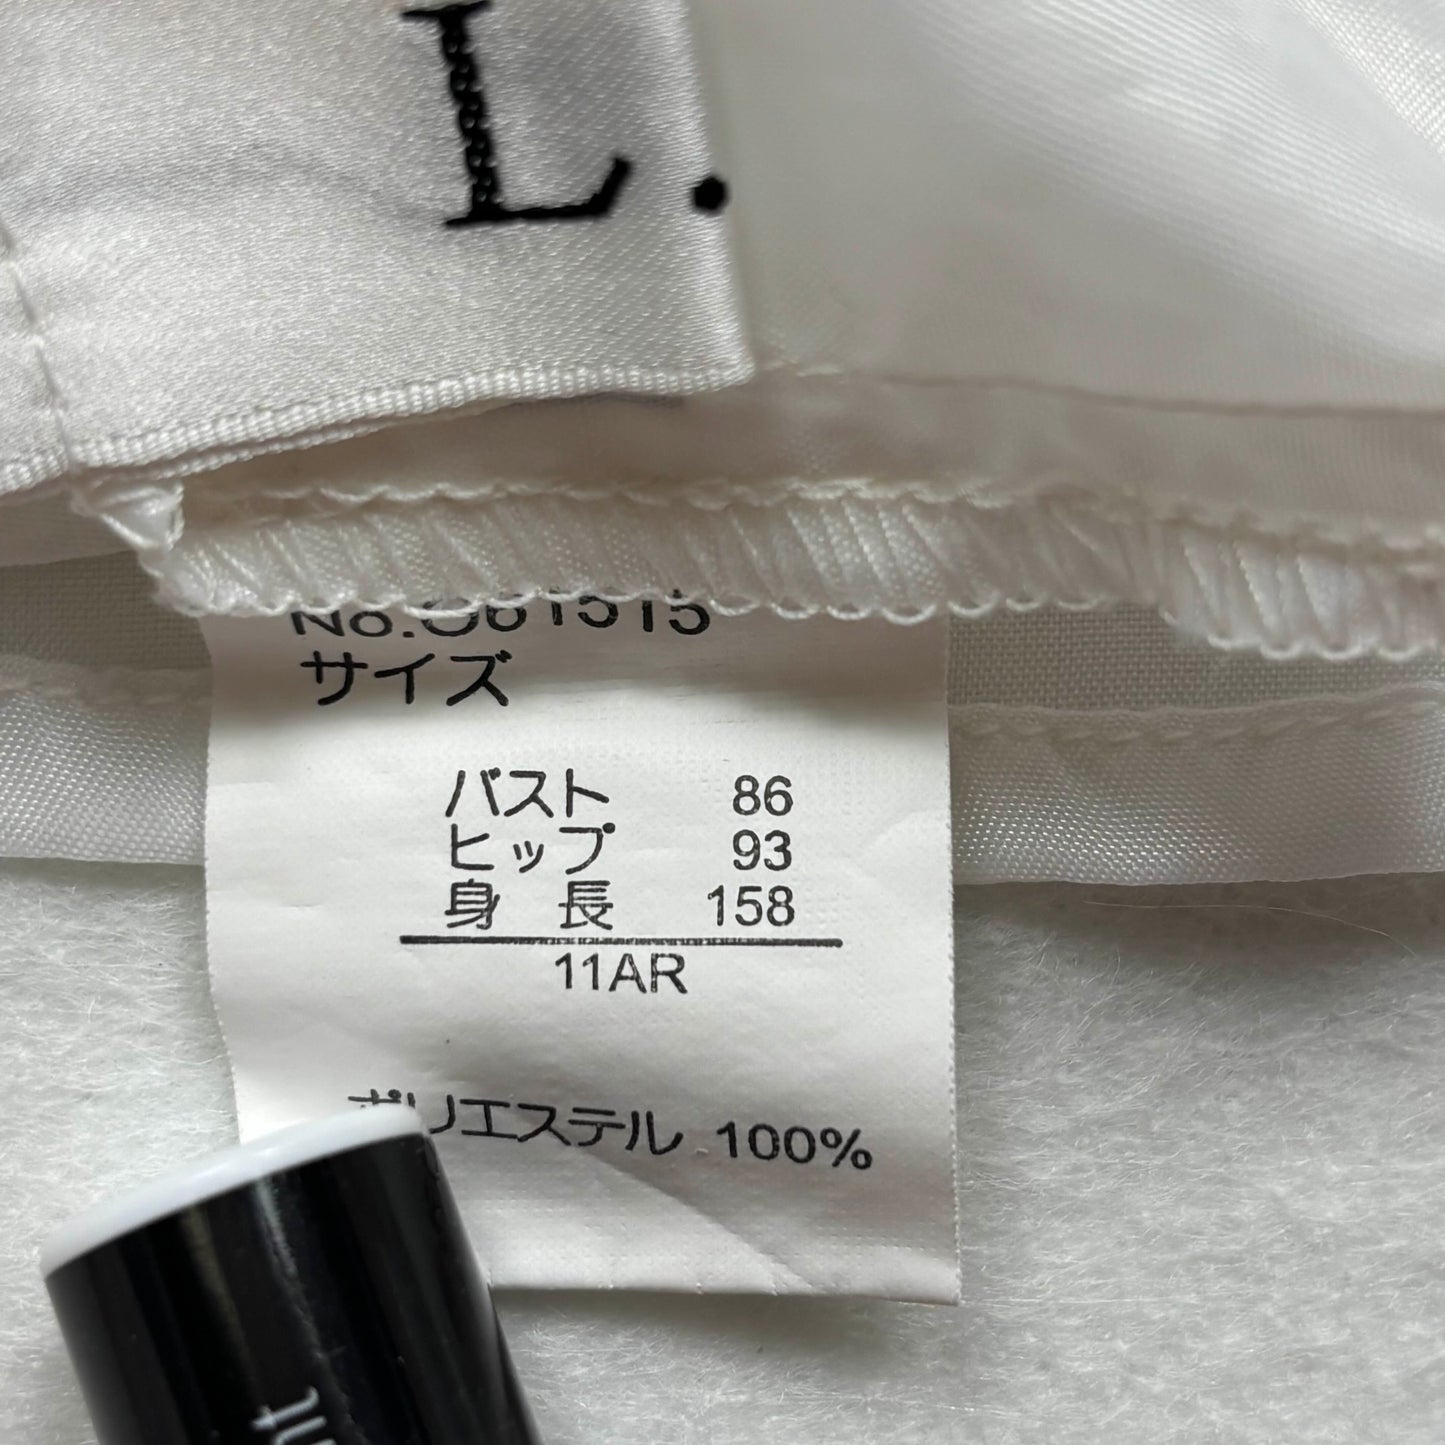 L.
サイズ
バスト 86
ヒップ 93
身 長 158
11AR
ポリエステル 100%
nt